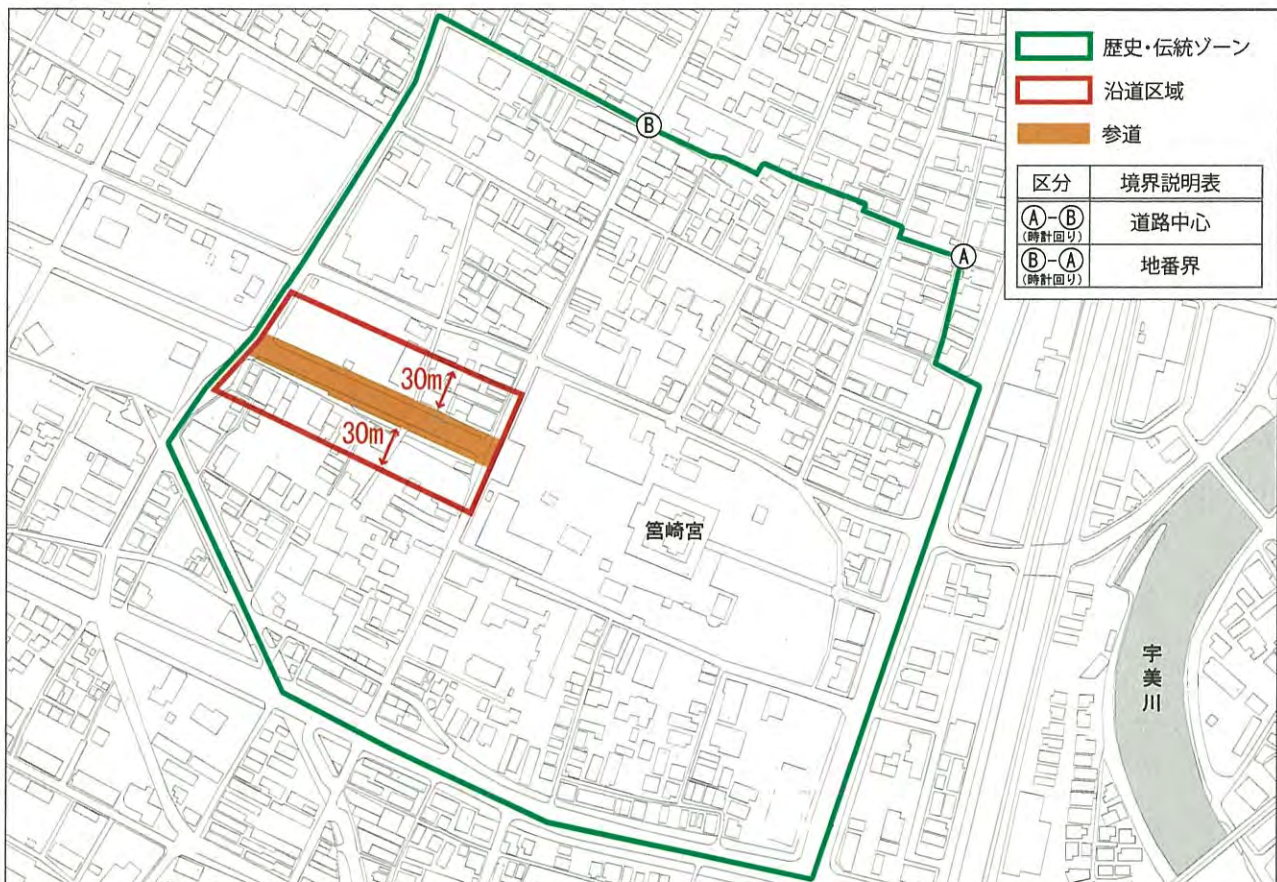 歴史・伝統ゾーン
沿道区域
参道
区分 境界説明表
Ⓐ-Ⓑ
(時計回り)
道路中心
Ⓑ-Ⓐ
(時計回り)
地番界
Ⓑ
Ⓐ
30m
30m
筥崎宮
宇美川